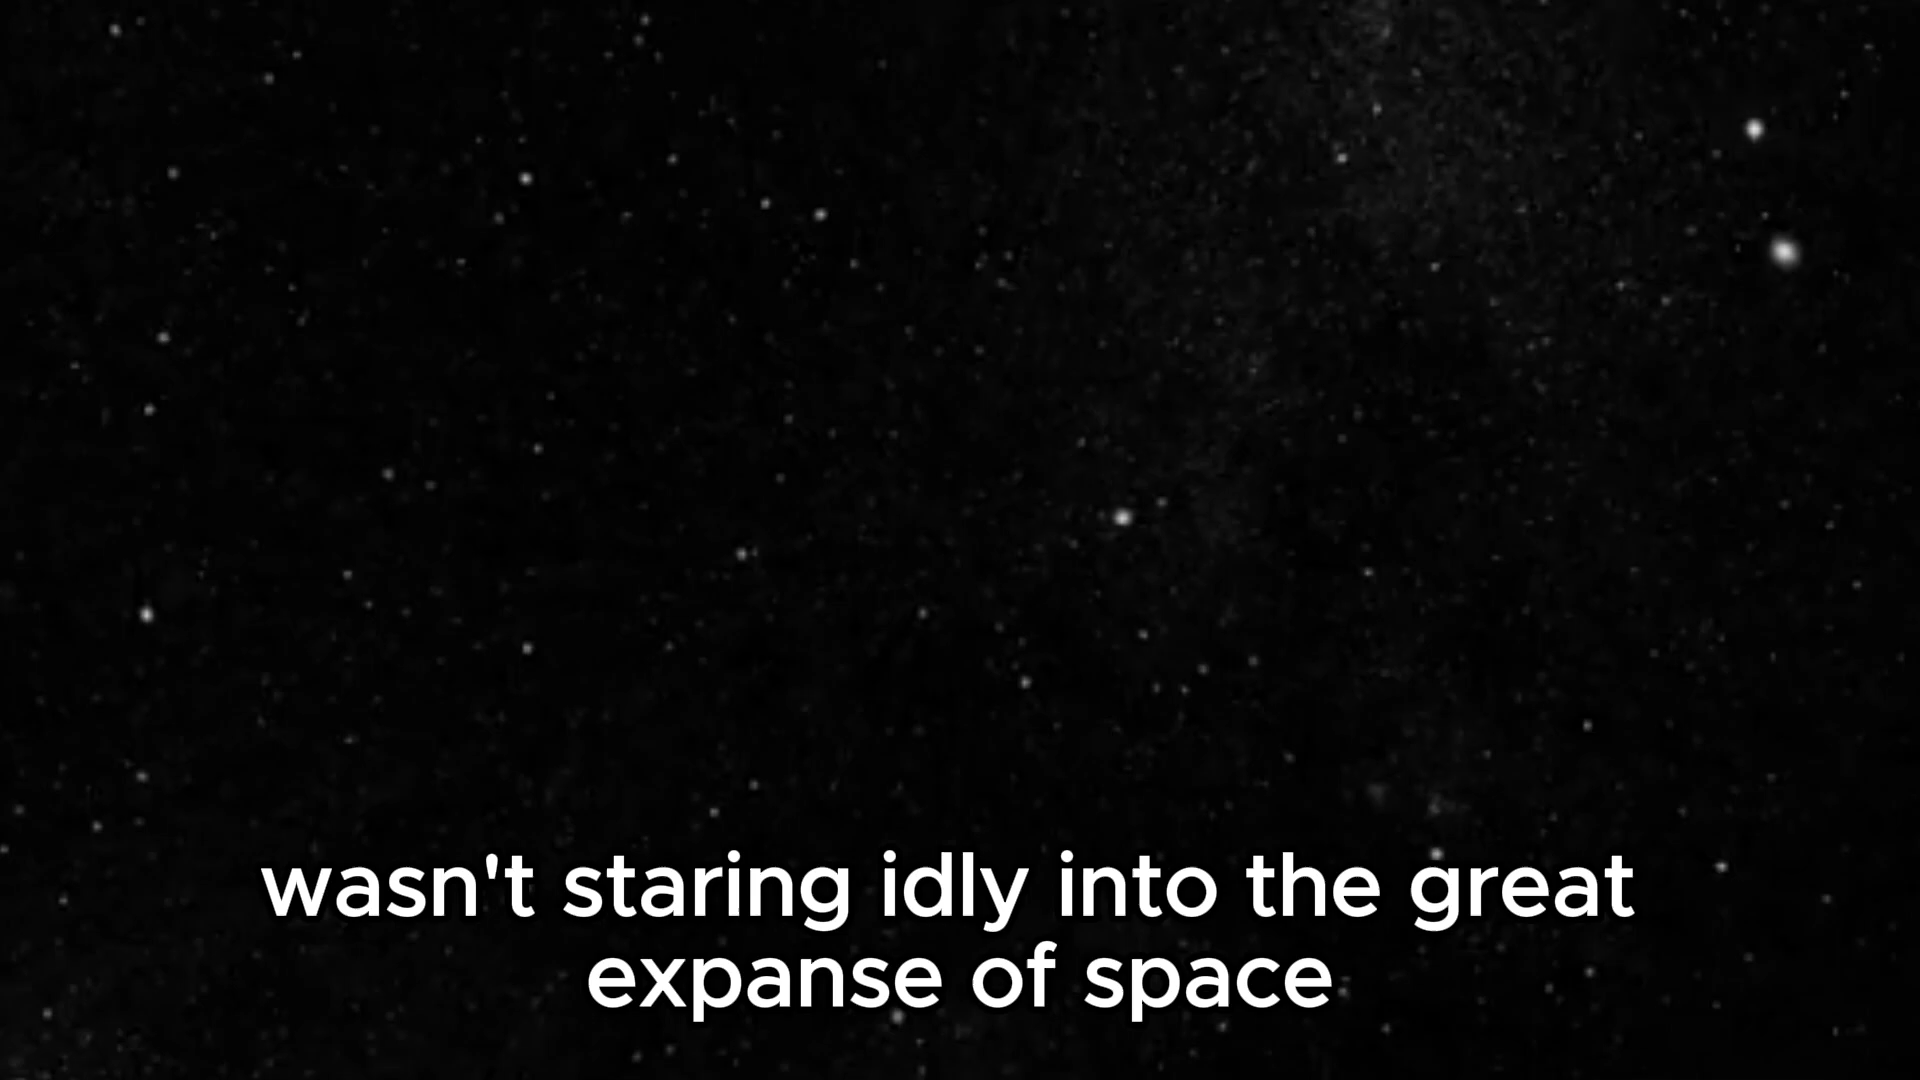 wasn't staring idly into the great
expanse of space